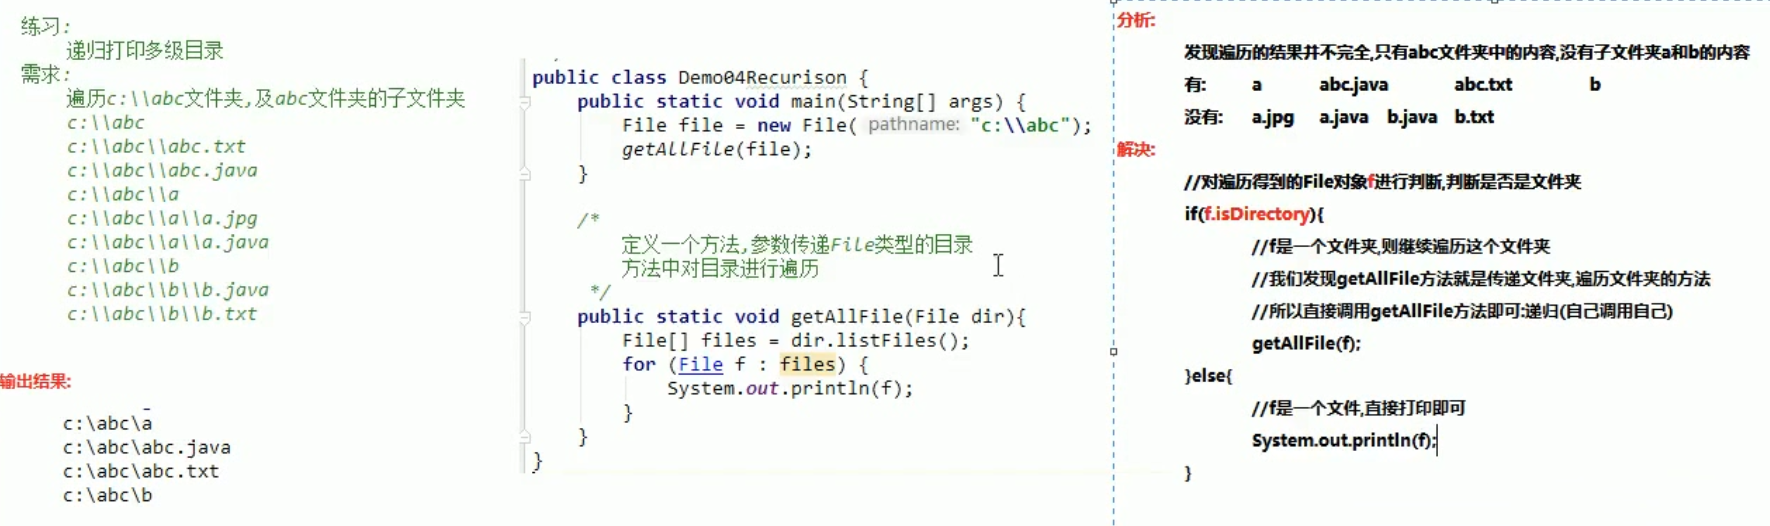 练习:
递归打印多级目录
需求:
遍历c:\\abc文件夹,及abc文件夹的子文件夹
c:\\abc
c:\\abc\\abc.txt
c:\\abc\\abc.java
c:\\abc\\a
c:\\abc\\a\\a.jpg
c:\\abc\\a\\a.java
c:\\abc\\b
c:\\abc\\b\\b.java
c:\\abc\\b\\b.txt
输出结果:
c:\abc\a
c:\abc\abc.java
c:\abc\abc.txt
c:\abc\b
public class Demo04Recurison {
public static void main(String[] args) {
File file = new File( pathname: "c:\\abc");
getAllFile(file);
}
/*
定义一个方法,参数传递File类型的目录
方法中对目录进行遍历
*/
public static void getAllFile(File dir){
File[] files = dir.listFiles();
for (File f : files) {
System.out.println(f);
}
}
}
分析:
发现遍历的结果并不完全,只有abc文件夹中的内容,没有子文件夹a和b的内容
有: a abc.java abc.txt b
没有: a.jpg a.java b.java b.txt
解决:
//对遍历得到的File对象f进行判断,判断是否是文件夹
if(f.isDirectory){
//f是一个文件夹,则继续遍历这个文件夹
//我们发现getAllFile方法就是传递文件夹,遍历文件夹的方法
//所以直接调用getAllFile方法即可:递归(自己调用自己)
getAllFile(f);
}else{
//f是一个文件,直接打印即可
System.out.println(f);
}